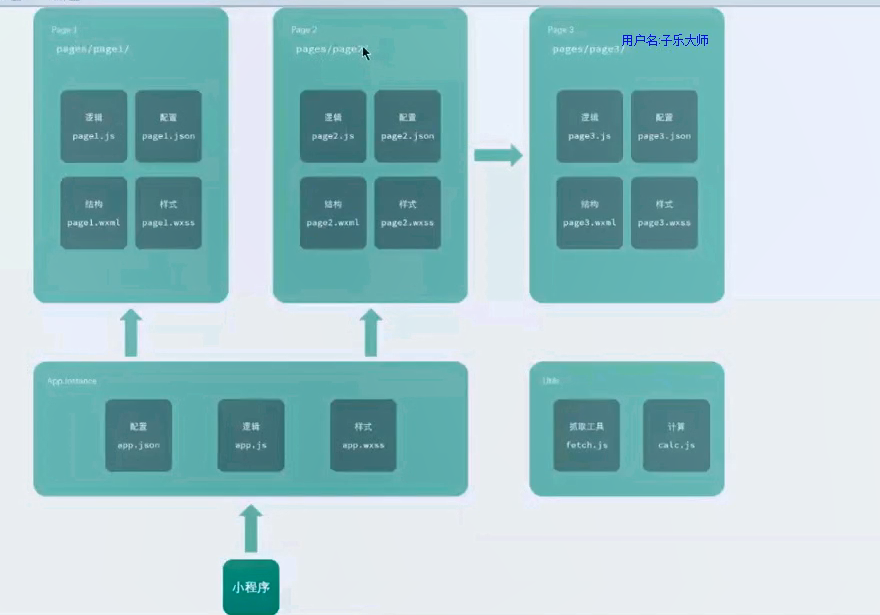 Page 1
pages/page1/
逻辑
page1.js
配置
page1.json
结构
page1.wxml
样式
page1.wxss
Page 2
pages/page2
逻辑
page2.js
配置
page2.json
结构
page2.wxml
样式
page2.wxss
Page 3
用户名:子乐大师
pages/page3/
逻辑
page3.js
配置
page3.json
结构
page3.wxml
样式
page3.wxss
App Instance
配置
app.json
逻辑
app.js
样式
app.wxss
Utils
抓取工具
fetch.js
计算
calc.js
小程序